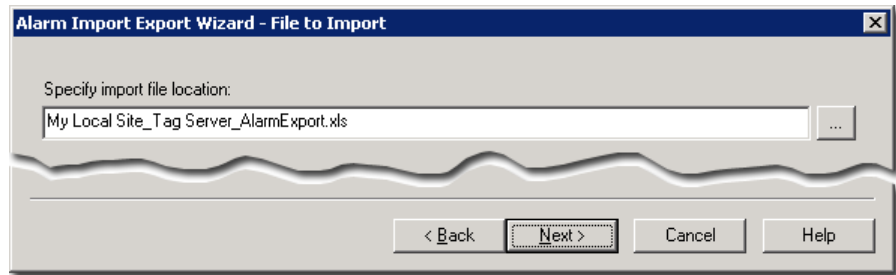 Alarm Import Export Wizard - File to Import
Specify import file location:
My Local Site_Tag Server_AlarmExport.xls
...
< Back Next > Cancel Help